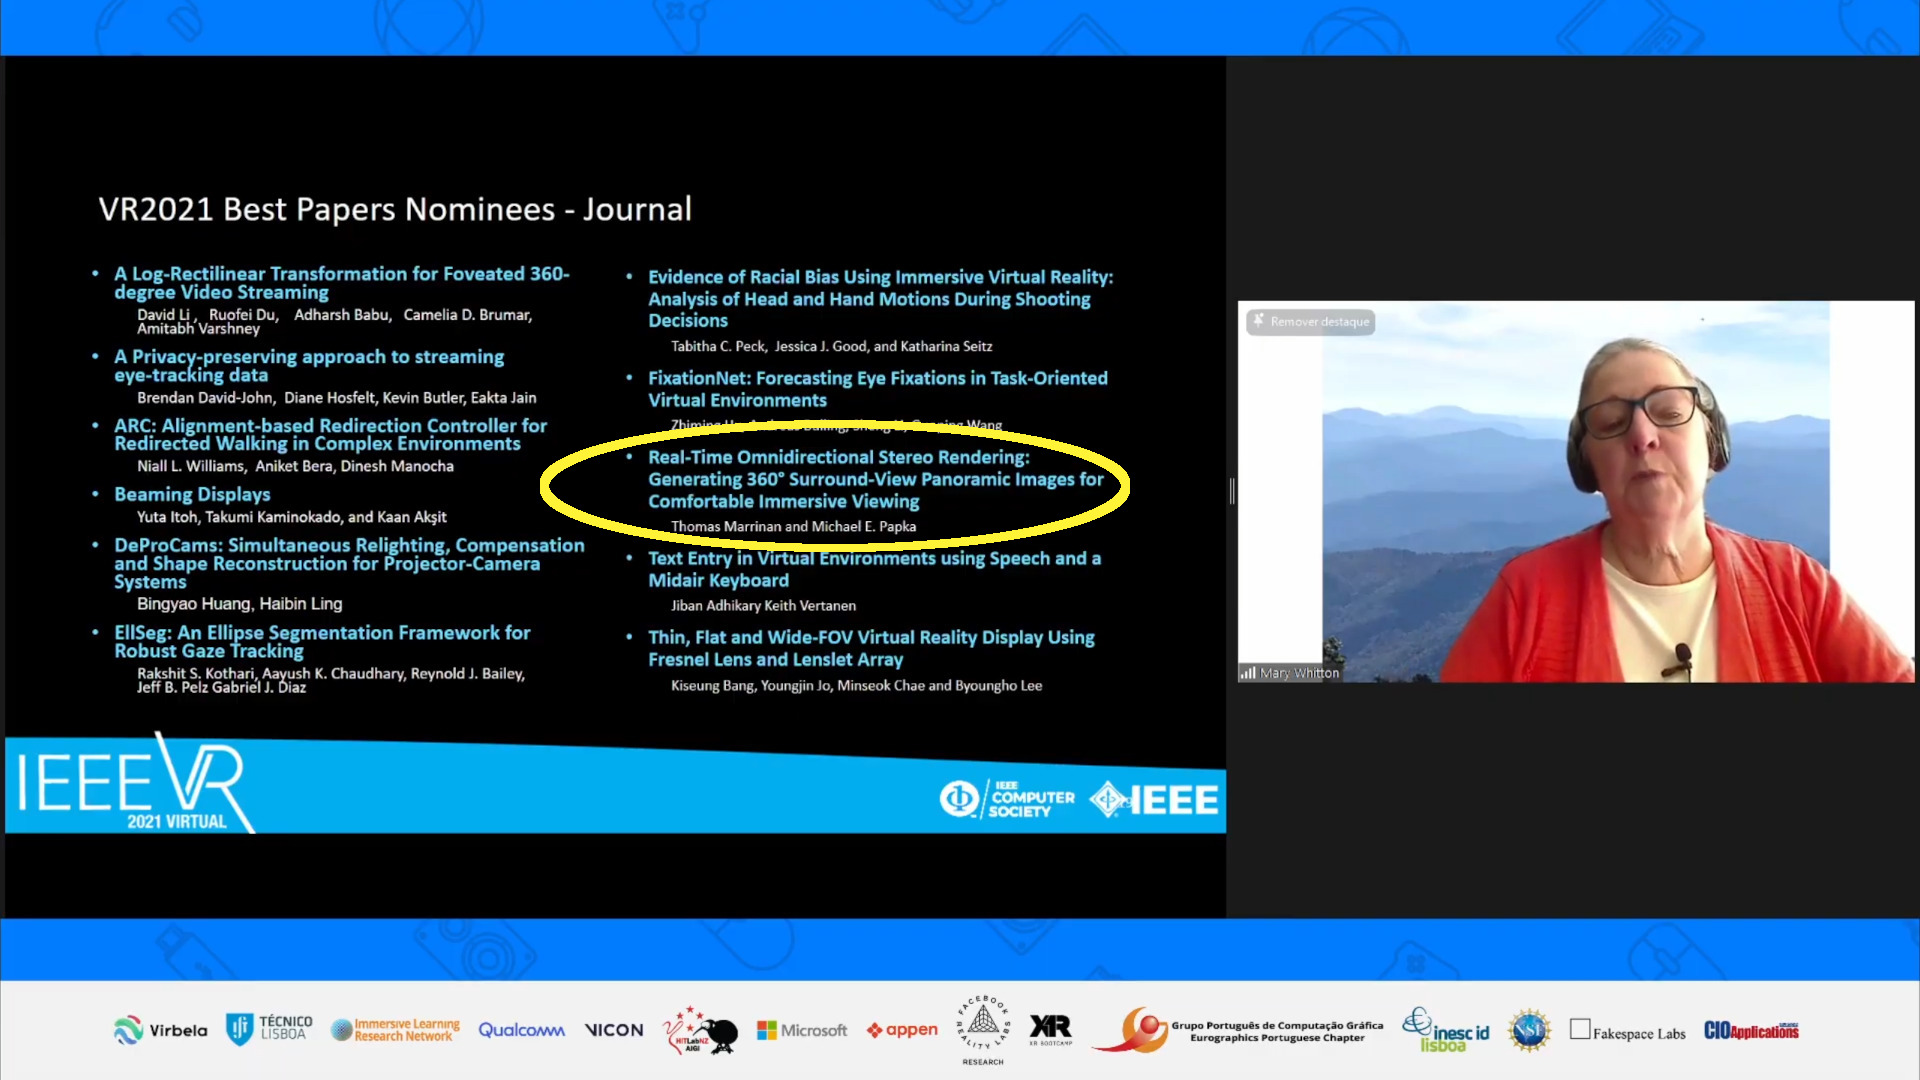 VR2021 Best Papers Nominees - Journal
A Log-Rectilinear Transformation for Foveated 360-
degree Video Streaming
David Li , Ruofei Du, Adharsh Babu, Camelia D. Brumar,
Amitabh Varshney
A Privacy-preserving approach to streaming
eye-tracking data
Brendan David-John, Diane Hosfelt, Kevin Butler, Eakta Jain
ARC: Alignment-based Redirection Controller for
Redirected Walking in Complex Environments
Niall L. Williams, Aniket Bera, Dinesh Manocha
Beaming Displays
Yuta Itoh, Takumi Kaminokado, and Kaan Akşit
DeProCams: Simultaneous Relighting, Compensation
and Shape Reconstruction for Projector-Camera
Systems
Bingyao Huang, Haibin Ling
EllSeg: An Ellipse Segmentation Framework for
Robust Gaze Tracking
Rakshit S. Kothari, Aayush K. Chaudhary, Reynold J. Bailey,
Jeff B. Pelz Gabriel J. Diaz
Evidence of Racial Bias Using Immersive Virtual Reality:
Analysis of Head and Hand Motions During Shooting
Decisions
Tabitha C. Peck, Jessica J. Good, and Katharina Seitz
FixationNet: Forecasting Eye Fixations in Task-Oriented
Virtual Environments
Wang
Real-Time Omnidirectional Stereo Rendering:
Generating 360° Surround-View Panoramic Images for
Comfortable Immersive Viewing
Thomas Marrinan and Michael E. Papka
Text Entry in Virtual Environments using Speech and a
Midair Keyboard
Jiban Adhikary Keith Vertanen
Thin, Flat and Wide-FOV Virtual Reality Display Using
Fresnel Lens and Lenslet Array
Kiseung Bang, Youngjin Jo, Minseok Chae and Byoungho Lee
IEEE VR
2021 VIRTUAL
IEEE
COMPUTER
SOCIETY
IEEE
Remover destaque
Mary Whitton
Virbela
TÉCNICO
LISBOA
Immersive Learning
Research Network
Qualcomm
VICON
HITLabNZ
AIGI
Microsoft
appen
FACEBOOK
REALITY LABS
RESEARCH
XR
XR BOOTCAMP
Grupo Português de Computação Gráfica
Eurographics Portuguese Chapter
inesc id
lisboa
NSF
Fakespace Labs
CIOApplications